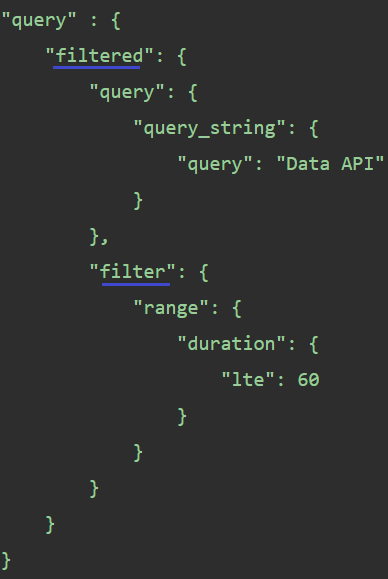 "query" : {
    "filtered": {
        "query": {
            "query_string": {
                "query": "Data API"
            }
        },
        "filter": {
            "range": {
                "duration": {
                    "lte": 60
                }
            }
        }
    }
}